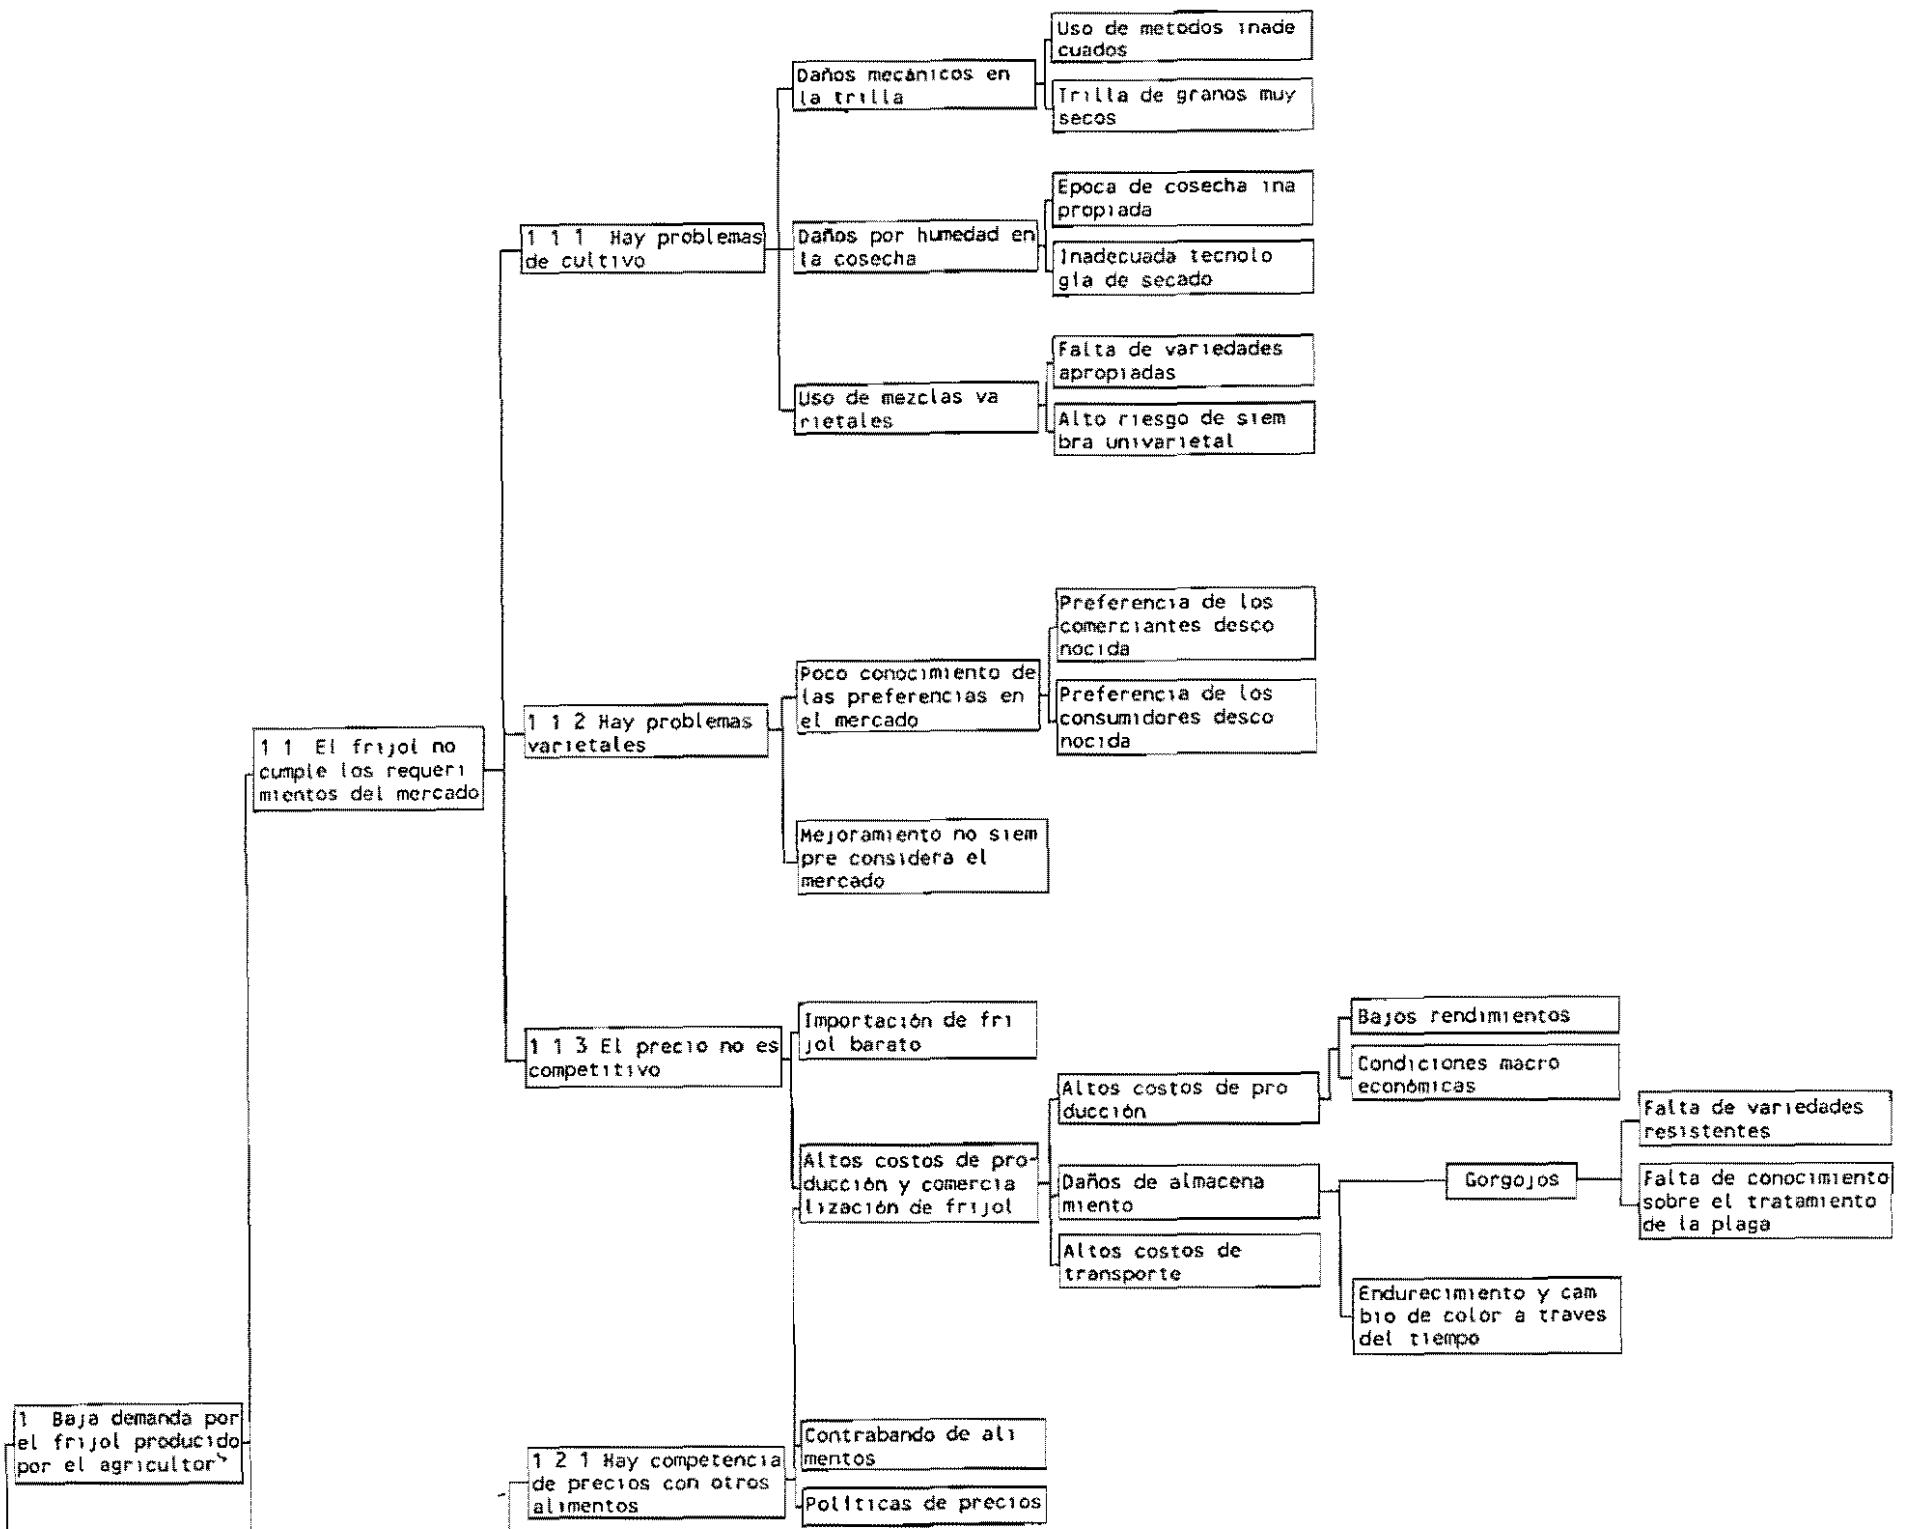 Uso de metodos inade
cuados
Daños mecánicos en
la trilla
Trilla de granos muy
secos
Epoca de cosecha ina
propiada
1 1 1 Hay problemas
de cultivo
Daños por humedad en
la cosecha
Inadecuada tecnolo
gía de secado
Falta de variedades
apropiadas
Uso de mezclas va
rietales
Alto riesgo de siem
bra univarietal
Preferencia de los
comerciantes desco
nocida
Poco conocimiento de
las preferencias en
el mercado
Preferencia de los
consumidores desco
nocida
1 1 2 Hay problemas
varietales
1 1 El frijol no
cumple los requeri
mientos del mercado
Mejoramiento no siem
pre considera el
mercado
Importación de fri
jol barato
1 1 3 El precio no es
competitivo
Bajos rendimientos
Condiciones macro
económicas
Altos costos de pro
ducción
Falta de variedades
resistentes
Altos costos de pro-
ducción y comercia
lización de frijol
Daños de almacena
miento
Gorgojos
Falta de conocimiento
sobre el tratamiento
de la plaga
Altos costos de
transporte
Endurecimiento y cam
bio de color a traves
del tiempo
1 Baja demanda por
el frijol producido
por el agricultor
Contrabando de ali
mentos
1 2 1 Hay competencia
de precios con otros
alimentos
Políticas de precios